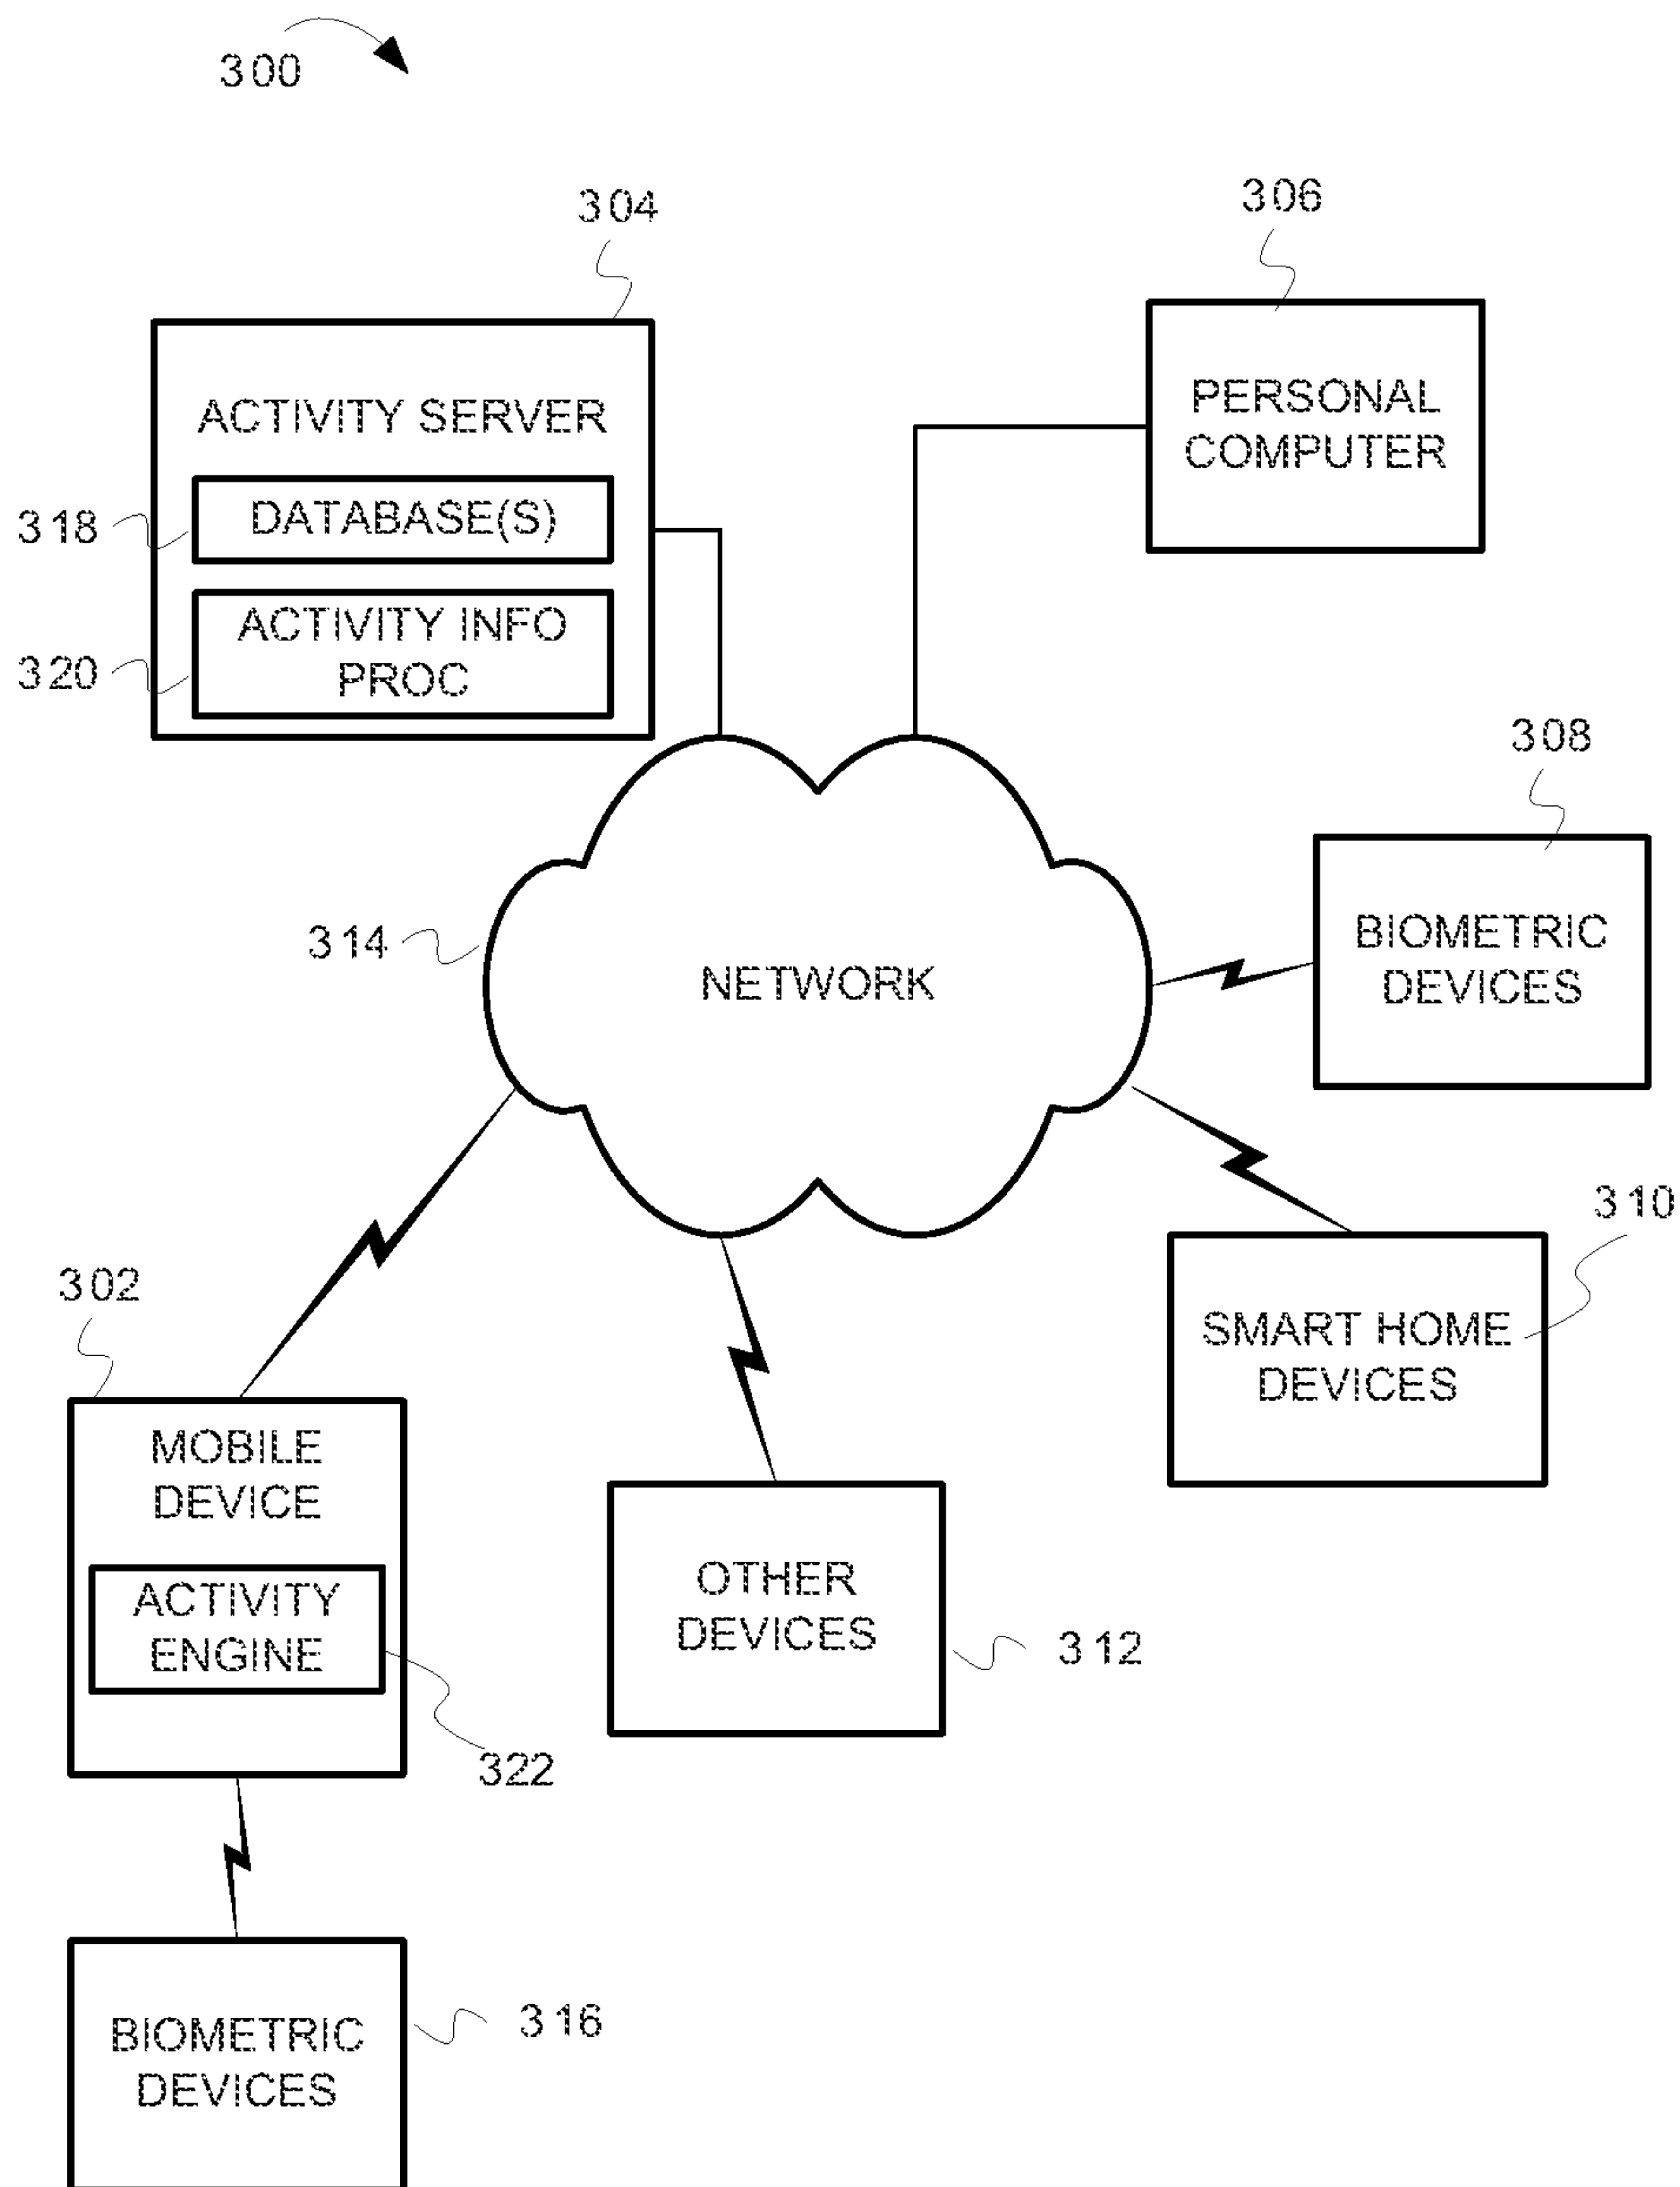 300
304
306
ACTIVITY SERVER
PERSONAL
COMPUTER
318
DATABASE(S)
320
ACTIVITY INFO
PROC
308
314
NETWORK
BIOMETRIC
DEVICES
310
302
SMART HOME
DEVICES
MOBILE
DEVICE
ACTIVITY
ENGINE
OTHER
DEVICES
312
322
316
BIOMETRIC
DEVICES